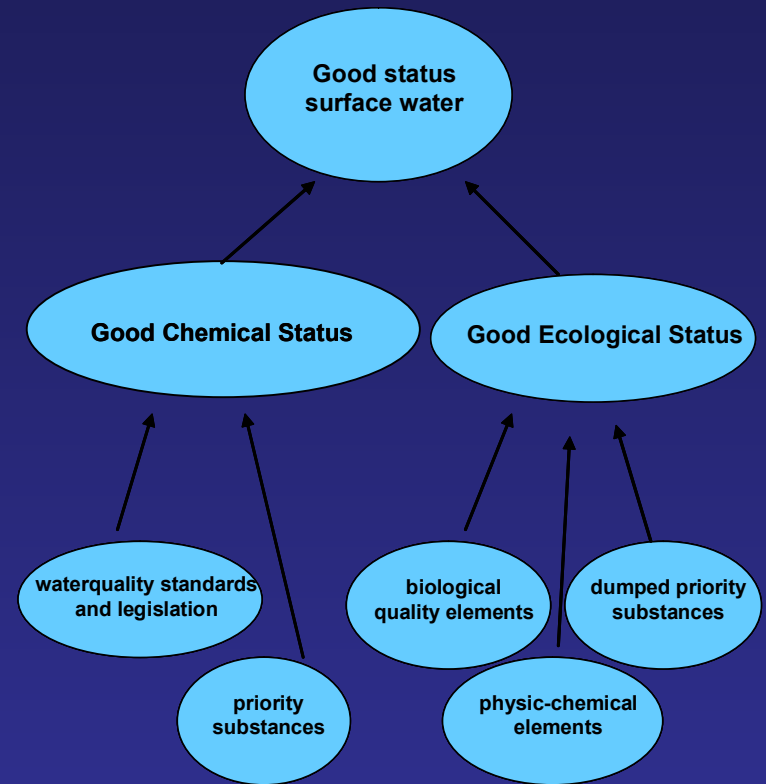 Good status
surface water
Good Chemical Status
Good Ecological Status
waterquality standards
and legislation
biological
quality elements
dumped priority
substances
priority
substances
physic-chemical
elements